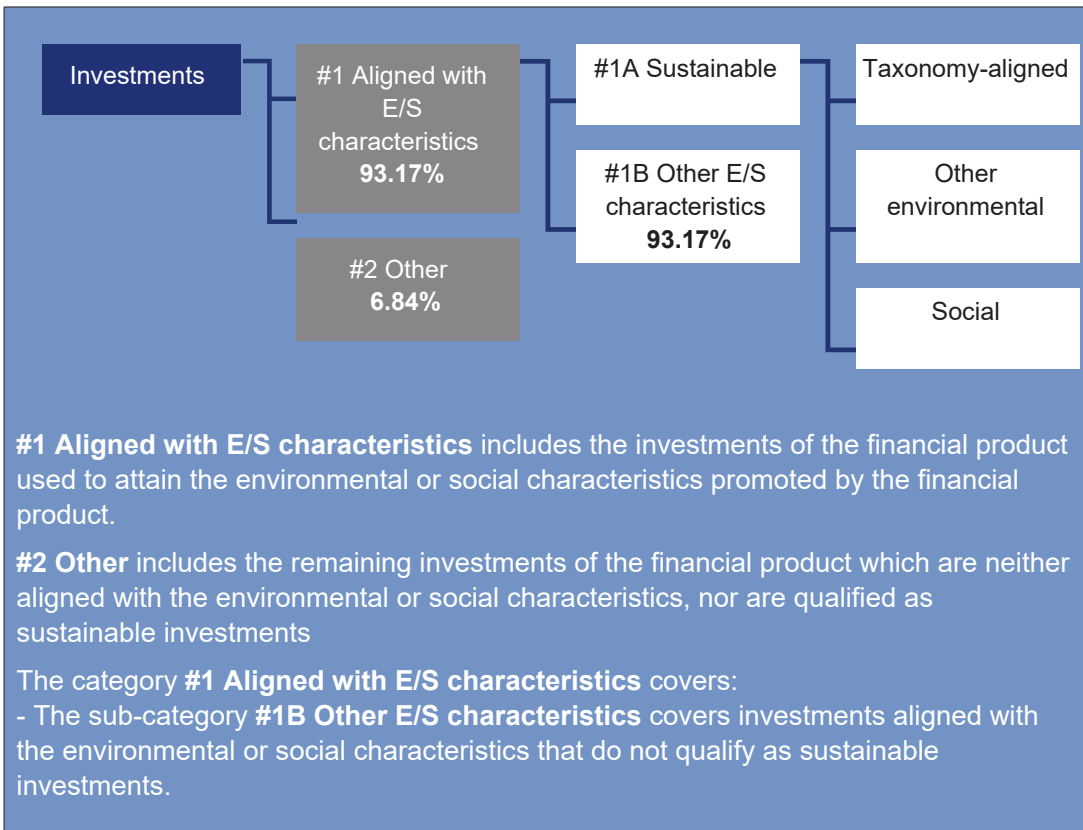 Investments
#1 Aligned with
E/S
characteristics
93.17%
#2 Other
6.84%
#1A Sustainable
#1B Other E/S
characteristics
93.17%
Taxonomy-aligned
Other
environmental
Social
#1 Aligned with E/S characteristics includes the investments of the financial product
used to attain the environmental or social characteristics promoted by the financial
product.
#2 Other includes the remaining investments of the financial product which are neither
aligned with the environmental or social characteristics, nor are qualified as
sustainable investments
The category #1 Aligned with E/S characteristics covers:
- The sub-category #1B Other E/S characteristics covers investments aligned with
the environmental or social characteristics that do not qualify as sustainable
investments.